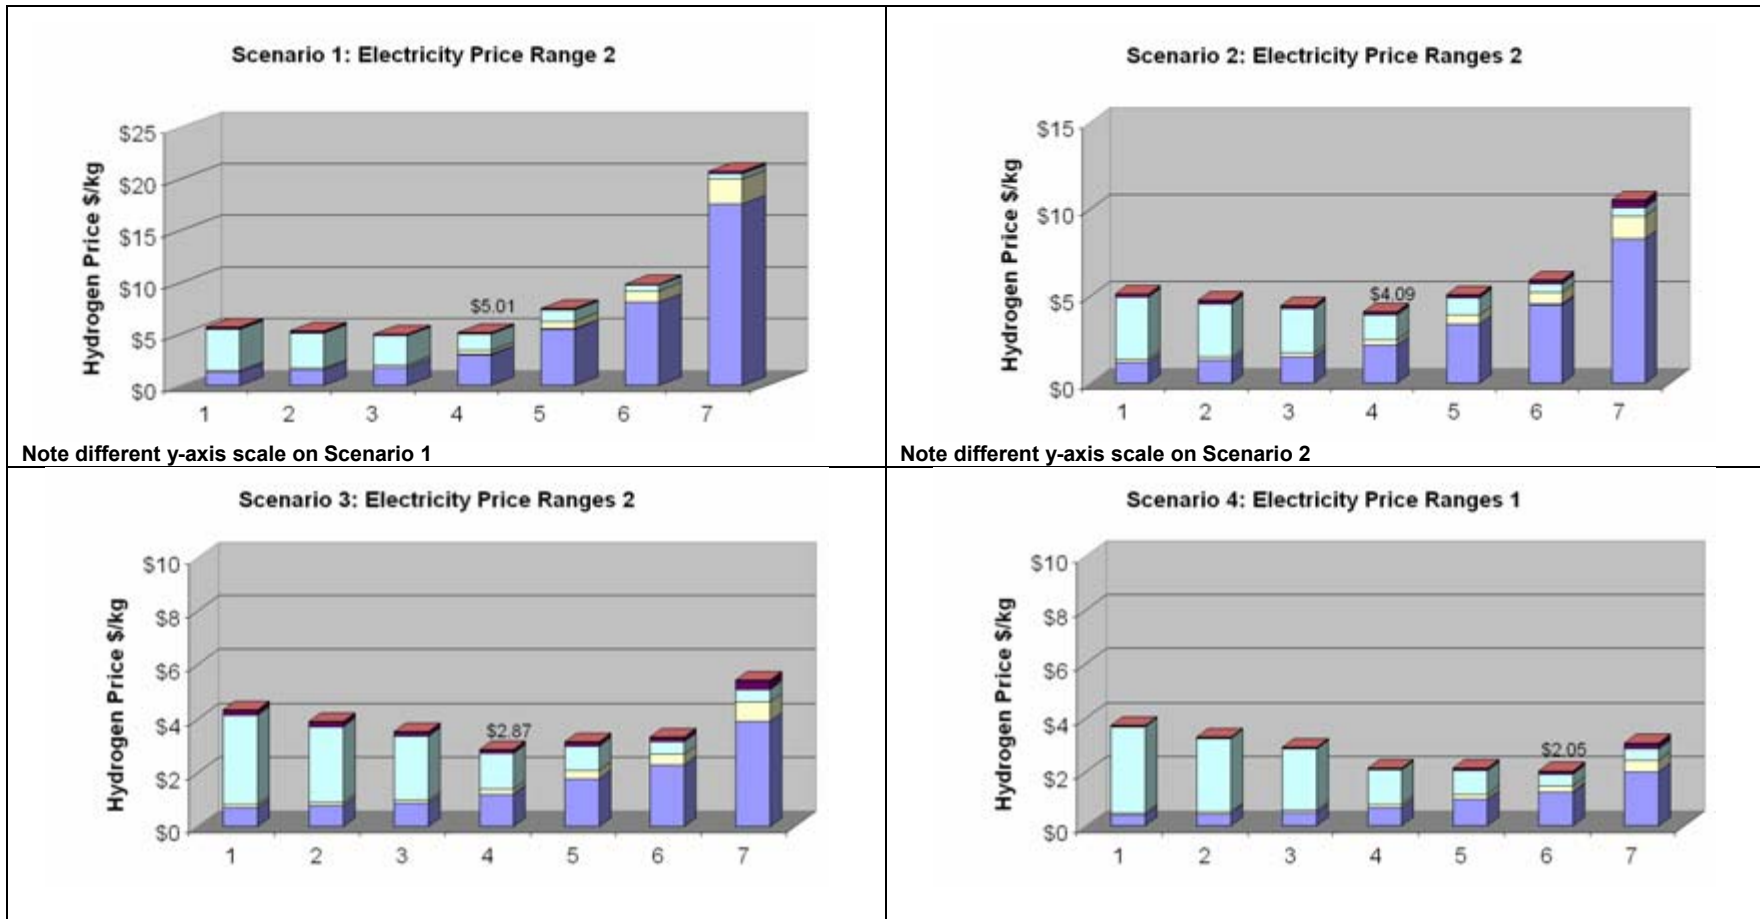 Scenario 1: Electricity Price Range 2
Hydrogen Price $/kg
$25
$20
$15
$10
$5
$0
$5.01
1 2 3 4 5 6 7
Note different y-axis scale on Scenario 1
Scenario 2: Electricity Price Ranges 2
Hydrogen Price $/kg
$15
$10
$5
$0
$4.09
1 2 3 4 5 6 7
Note different y-axis scale on Scenario 2
Scenario 3: Electricity Price Ranges 2
Hydrogen Price $/kg
$10
$8
$6
$4
$2
$0
$2.87
1 2 3 4 5 6 7
Scenario 4: Electricity Price Ranges 1
Hydrogen Price $/kg
$10
$8
$6
$4
$2
$0
$2.05
1 2 3 4 5 6 7